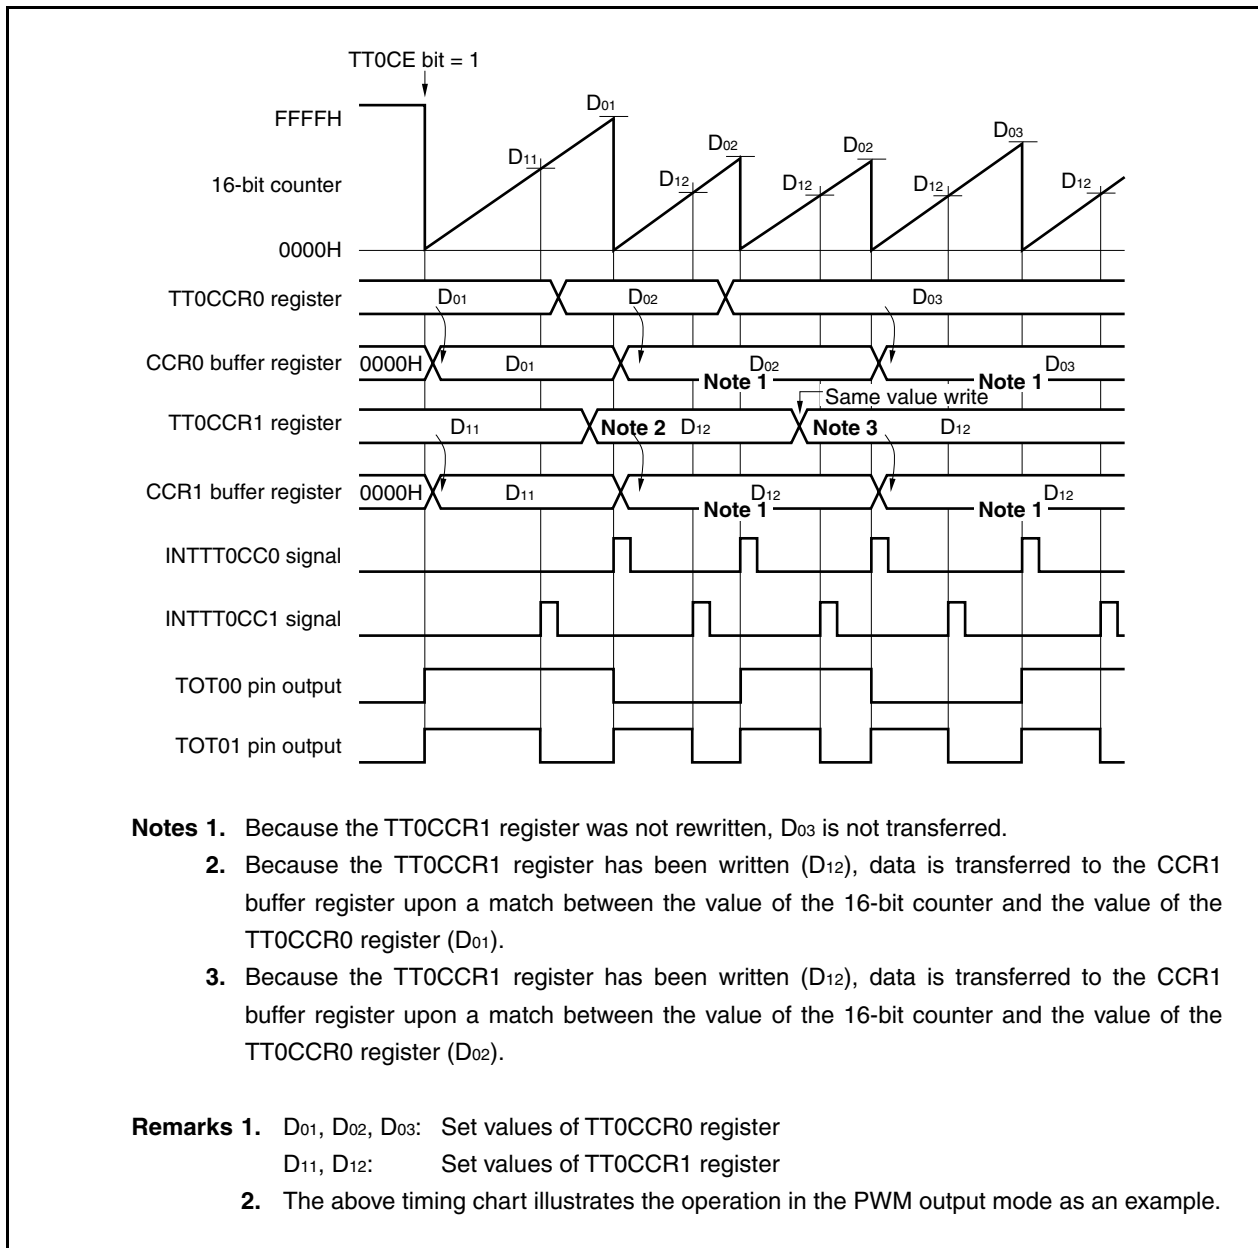 TT0CE bit = 1
FFFFH
D01
D11
D02
D02
D03
16-bit counter
D12
D12
D12
D12
0000H
TT0CCR0 register
D01
D02
D03
CCR0 buffer register
0000H
D01
D02
D03
Note 1
Note 1
Same value write
TT0CCR1 register
D11
Note 2
D12
Note 3
D12
CCR1 buffer register
0000H
D11
D12
D12
Note 1
Note 1
INTTT0CC0 signal
INTTT0CC1 signal
TOT00 pin output
TOT01 pin output
Notes 1. Because the TT0CCR1 register was not rewritten, D03 is not transferred.
2. Because the TT0CCR1 register has been written (D12), data is transferred to the CCR1
buffer register upon a match between the value of the 16-bit counter and the value of the
TT0CCR0 register (D01).
3. Because the TT0CCR1 register has been written (D12), data is transferred to the CCR1
buffer register upon a match between the value of the 16-bit counter and the value of the
TT0CCR0 register (D02).
Remarks 1. D01, D02, D03: Set values of TT0CCR0 register
D11, D12: Set values of TT0CCR1 register
2. The above timing chart illustrates the operation in the PWM output mode as an example.